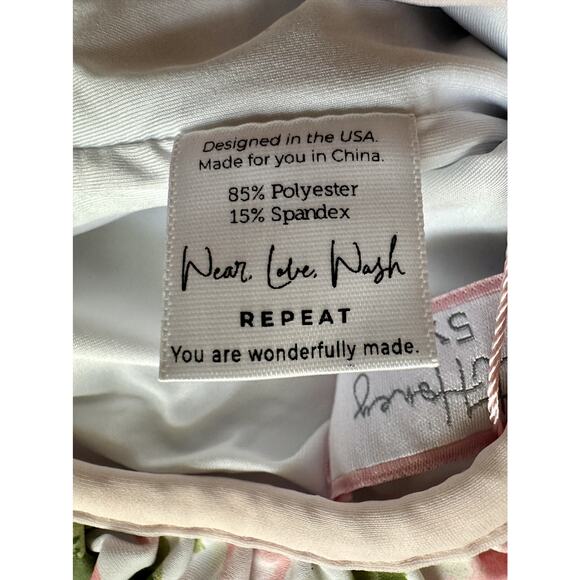 Designed in the USA.
Made for you in China.
85% Polyester
15% Spandex
Wear, Love, Wash
REPEAT
You are wonderfully made.
Honey